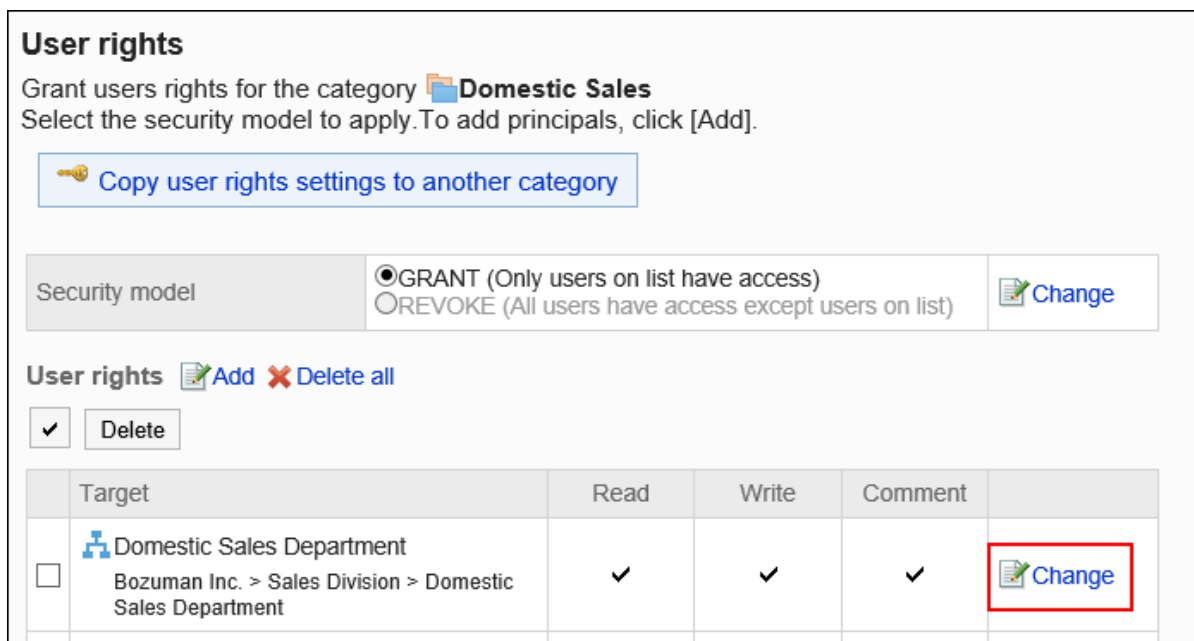 User rights
Grant users rights for the category Domestic Sales
Select the security model to apply.To add principals, click [Add].
Copy user rights settings to another category
Security model
GRANT (Only users on list have access)
REVOKE (All users have access except users on list)
Change
User rights Add Delete all
Delete
Target Read Write Comment
Domestic Sales Department
Bozuman Inc. > Sales Division > Domestic
Sales Department
Change